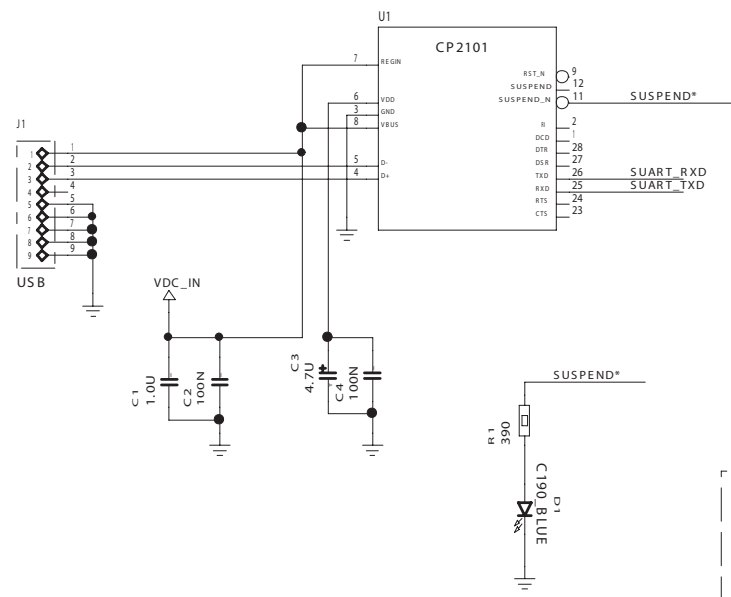 U1
CP2101
7 REGIN
RST_N 9
SUSPEND 12
6 VDD
SUSPEND_N 11 SUSPEND*
3 GND
8 VBUS
RI 2
DCD 1
DTR 28
5 D-
DSR 27
4 D+
TXD 26 SUART_RXD
RXD 25 SUART_TXD
RTS 24
CTS 23
J1
1 1
2 2
3 3
4 4
5 5
6 6
7 7
8 8
9 9
USB
VDC_IN
C1
1.0U
C2
100N
C3
4.7U
C4
100N
SUSPEND*
R1
390
D1
C190_BLUE